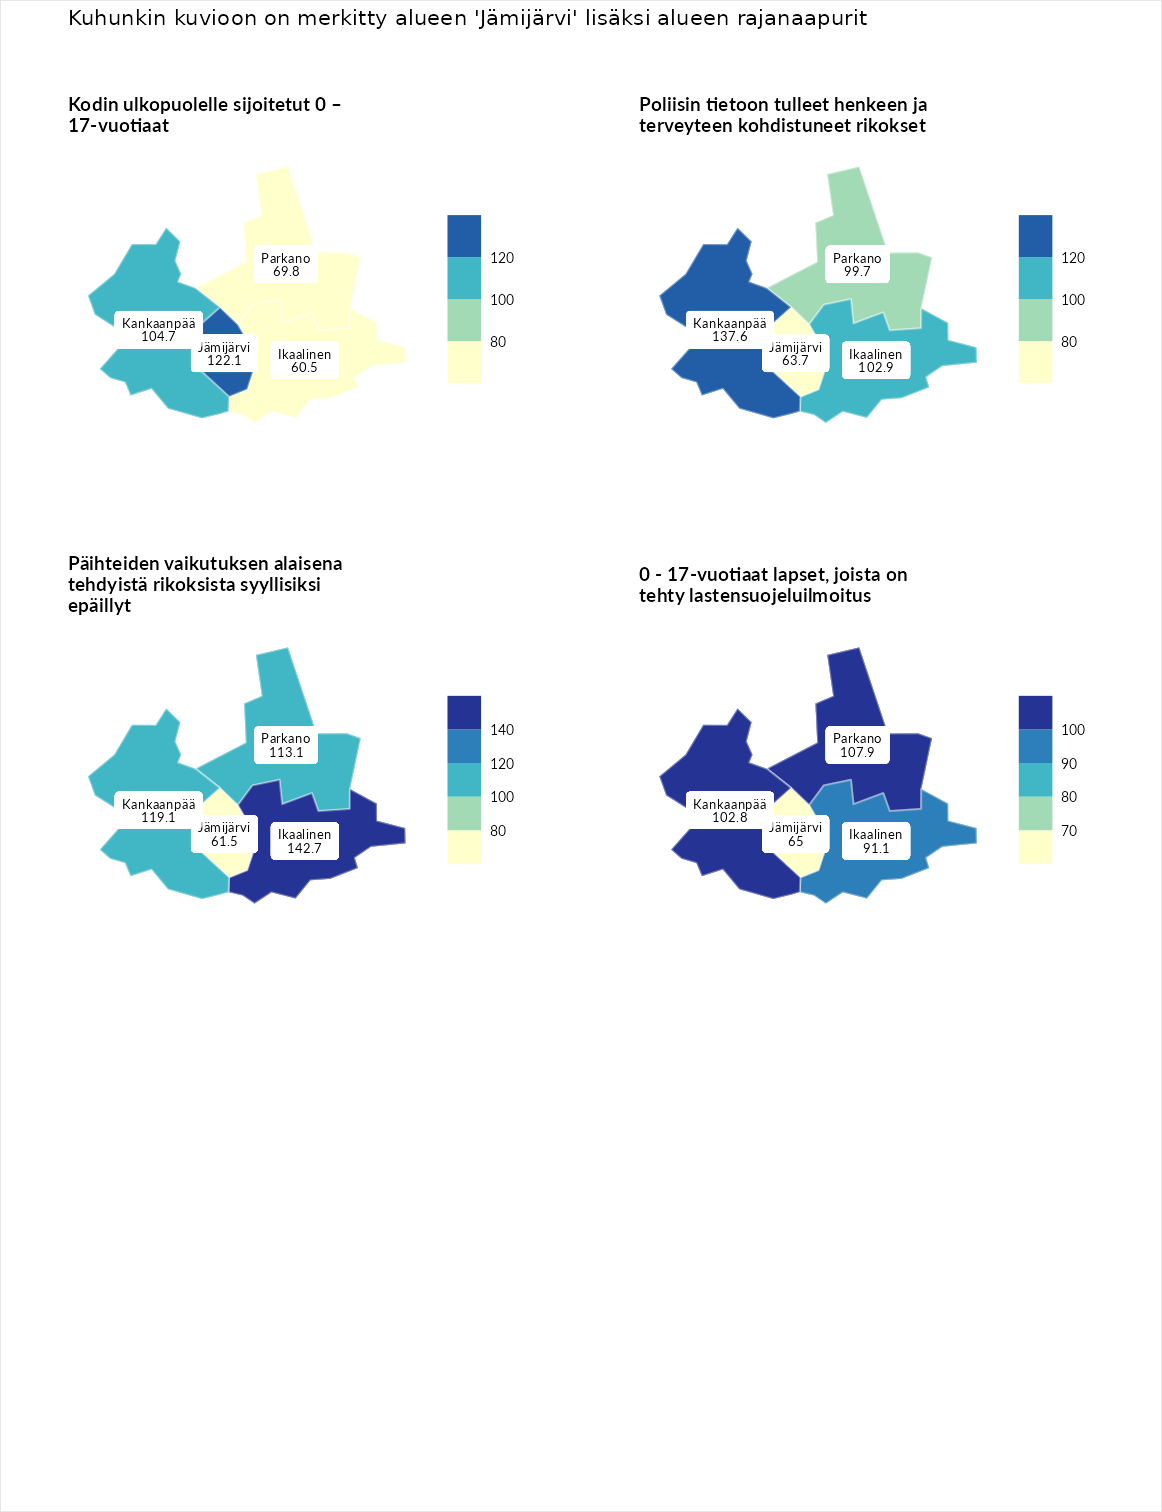 Kuhunkin kuvioon on merkitty alueen 'Jämijärvi' lisäksi alueen rajanaapurit
Kodin ulkopuolelle sijoitetut 0 –
17-vuotiaat
Parkano
69.8
Kankaanpää
104.7
Jämijärvi
122.1
Ikaalinen
60.5
120
100
80
Poliisin tietoon tulleet henkeen ja
terveyteen kohdistuneet rikokset
Parkano
99.7
Kankaanpää
137.6
Jämijärvi
63.7
Ikaalinen
102.9
120
100
80
Päihteiden vaikutuksen alaisena
tehdyistä rikoksista syyllisiksi
epäillyt
Parkano
113.1
Kankaanpää
119.1
Jämijärvi
61.5
Ikaalinen
142.7
140
120
100
80
0 - 17-vuotiaat lapset, joista on
tehty lastensuojeluilmoitus
Parkano
107.9
Kankaanpää
102.8
Jämijärvi
65
Ikaalinen
91.1
100
90
80
70